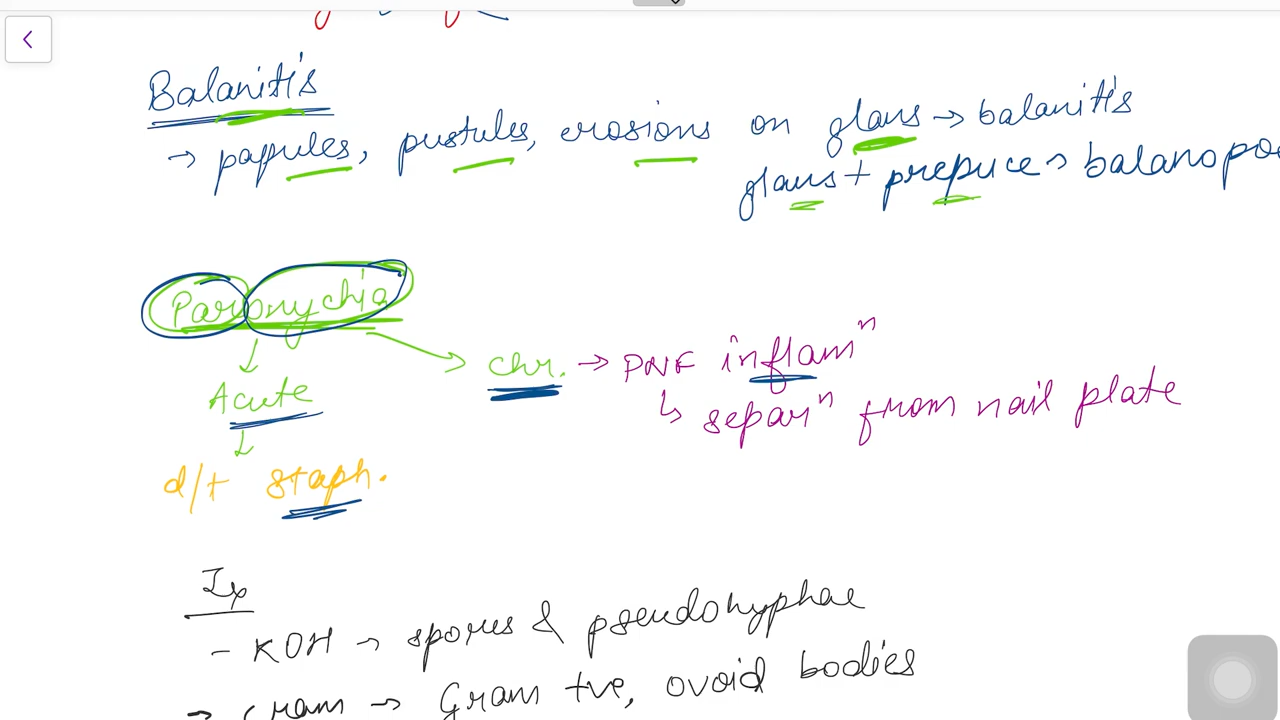 Balanitis
→ papules, pustules, erosions on glans → balanitis
glans + prepuce → balanopo
Paronychia
Acute
chr. → PNF inflamⁿ
↳ separⁿ from nail plate
d/t staph.
Ix
- KOH → spores & pseudohyphae
→ Gram → Gram +ve, ovoid bodies